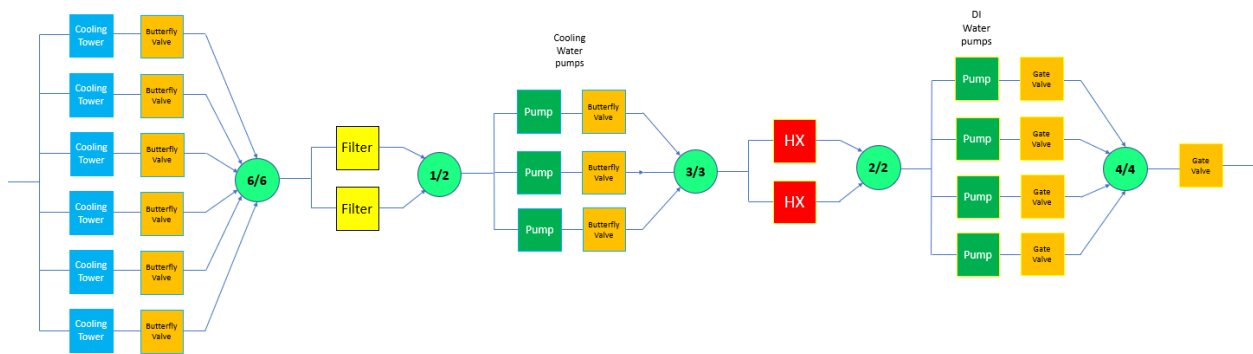 Cooling
Tower
Butterfly
Valve
Cooling
Tower
Butterfly
Valve
Cooling
Tower
Butterfly
Valve
Cooling
Tower
Butterfly
Valve
Cooling
Tower
Butterfly
Valve
Cooling
Tower
Butterfly
Valve
6/6
Filter
Filter
1/2
Cooling
Water
pumps
Pump
Butterfly
Valve
Pump
Butterfly
Valve
Pump
Butterfly
Valve
3/3
HX
HX
2/2
DI
Water
pumps
Pump
Gate
Valve
Pump
Gate
Valve
Pump
Gate
Valve
Pump
Gate
Valve
4/4
Gate
Valve